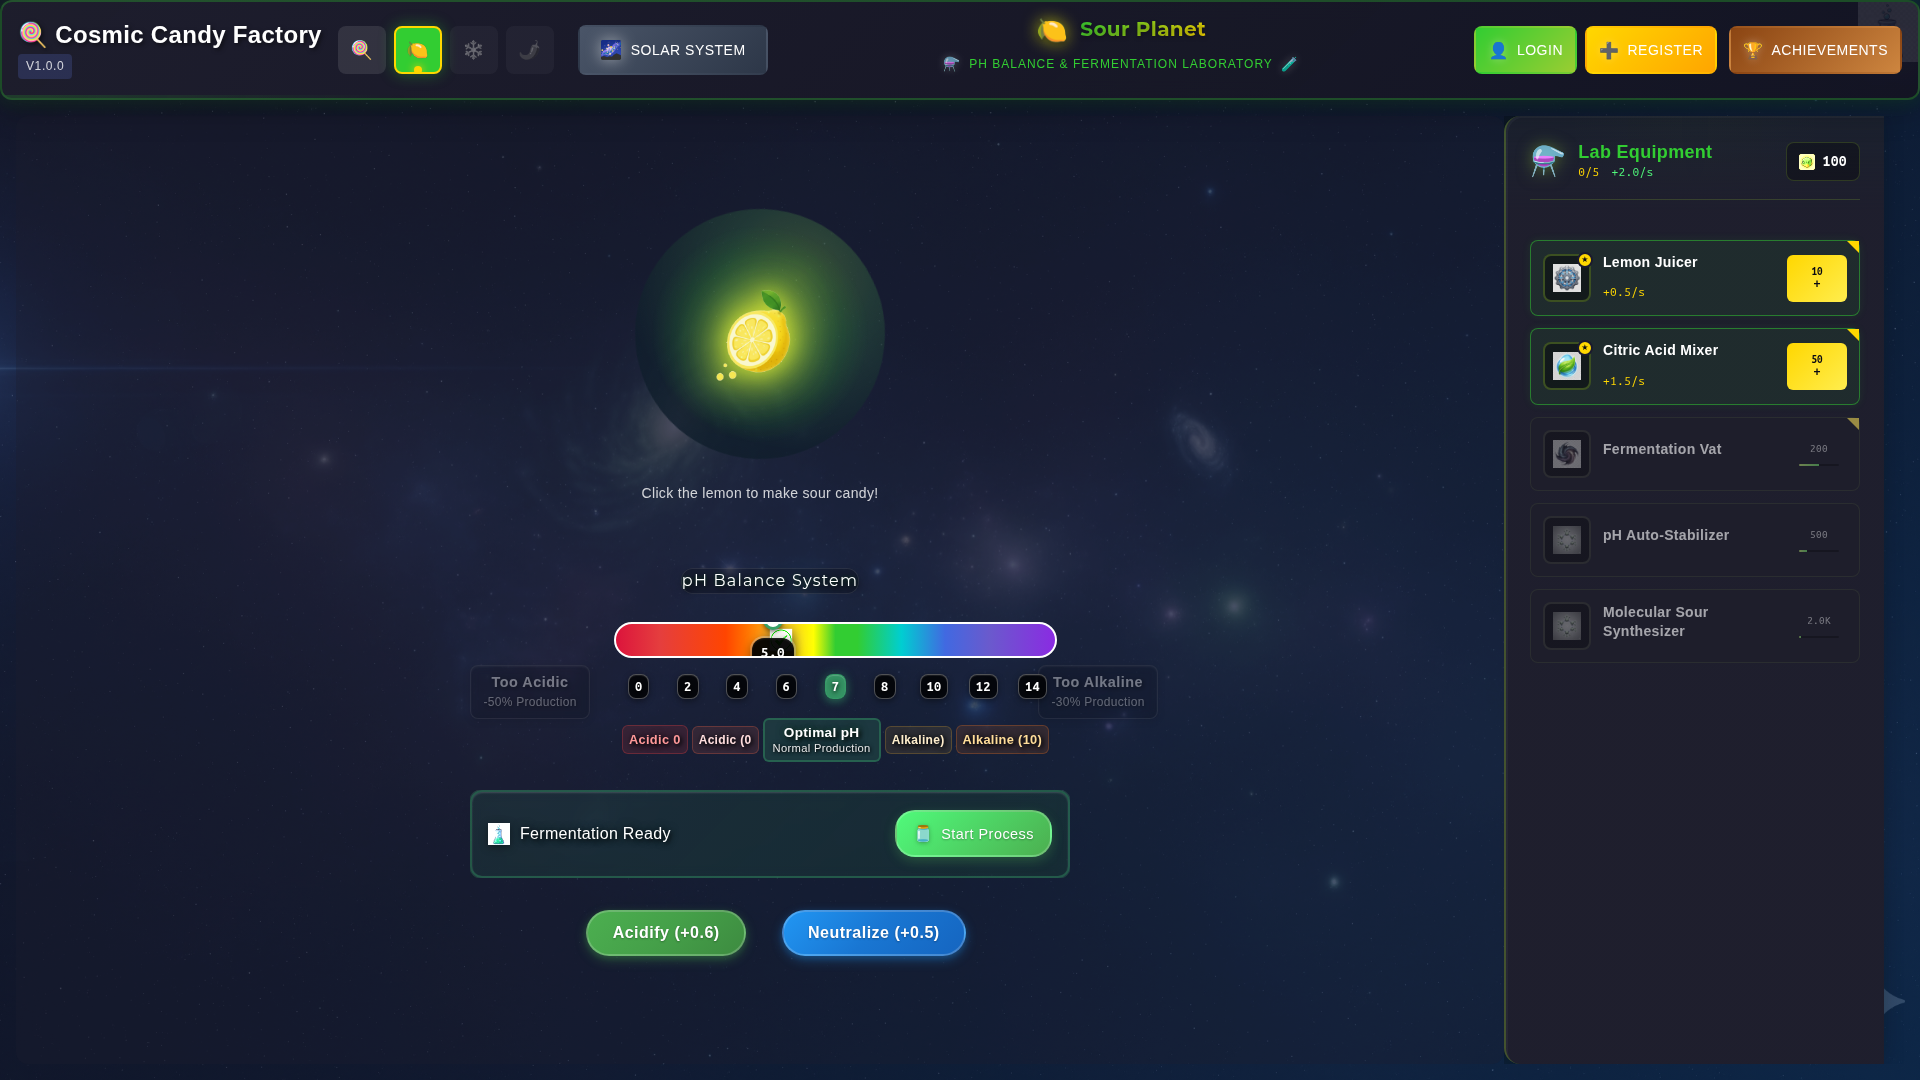 Cosmic Candy Factory
V1.0.0
SOLAR SYSTEM
Sour Planet
PH BALANCE & FERMENTATION LABORATORY
LOGIN
REGISTER
ACHIEVEMENTS
Click the lemon to make sour candy!
pH Balance System
5.0
0 2 4 6 7 8 10 12 14
Too Acidic
-50% Production
Too Alkaline
-30% Production
Acidic 0
Acidic (0
Optimal pH
Normal Production
Alkaline)
Alkaline (10)
Fermentation Ready
Start Process
Acidify (+0.6)
Neutralize (+0.5)
Lab Equipment
0/5 +2.0/s
100
Lemon Juicer
+0.5/s
10
+
Citric Acid Mixer
+1.5/s
50
+
Fermentation Vat
200
pH Auto-Stabilizer
500
Molecular Sour
Synthesizer
2.0K